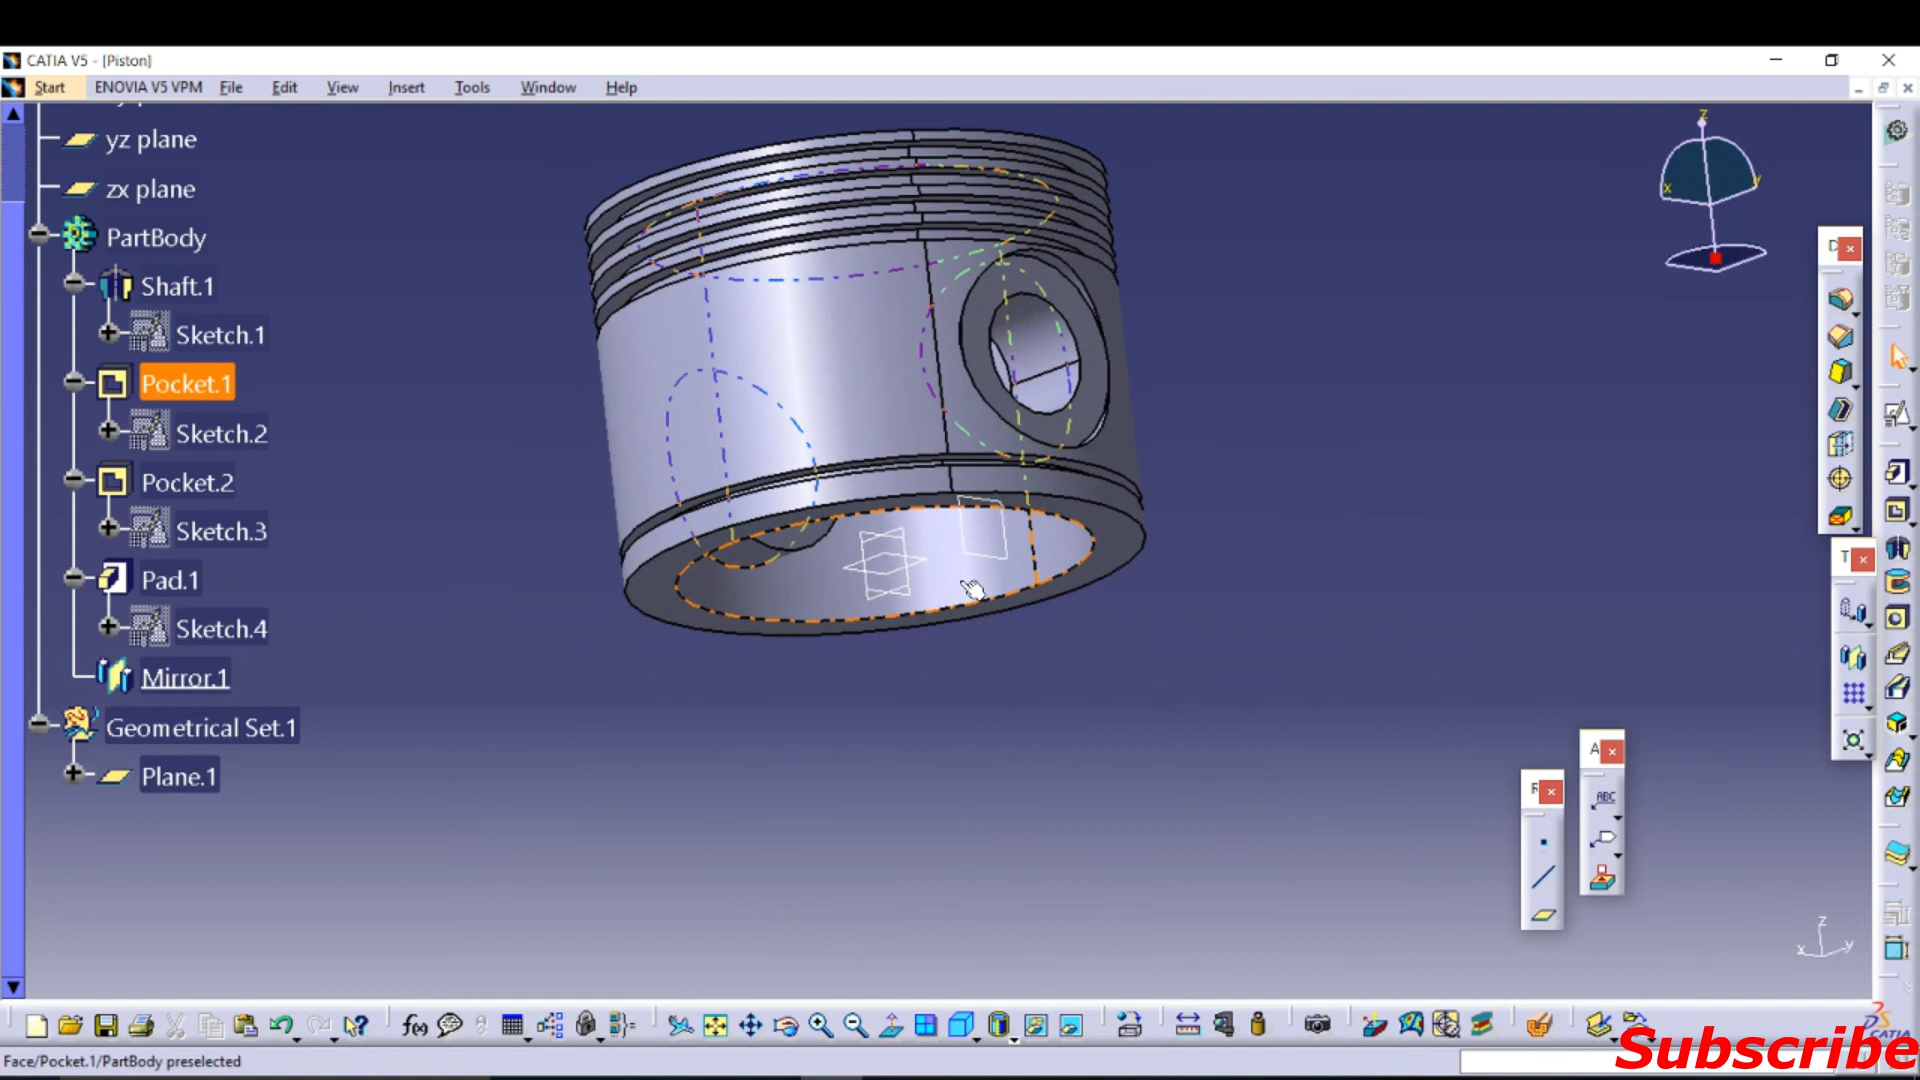 CATIA V5 - [Piston]
Start ENOVIA V5 VPM File Edit View Insert Tools Window Help
yz plane
zx plane
PartBody
Shaft.1
Sketch.1
Pocket.1
Sketch.2
Pocket.2
Sketch.3
Pad.1
Sketch.4
Mirror.1
Geometrical Set.1
Plane.1
z
x
y
D
T
A
R
ABC
z
x y
f(x)
CATIA
Subscribe
Face/Pocket.1/PartBody preselected